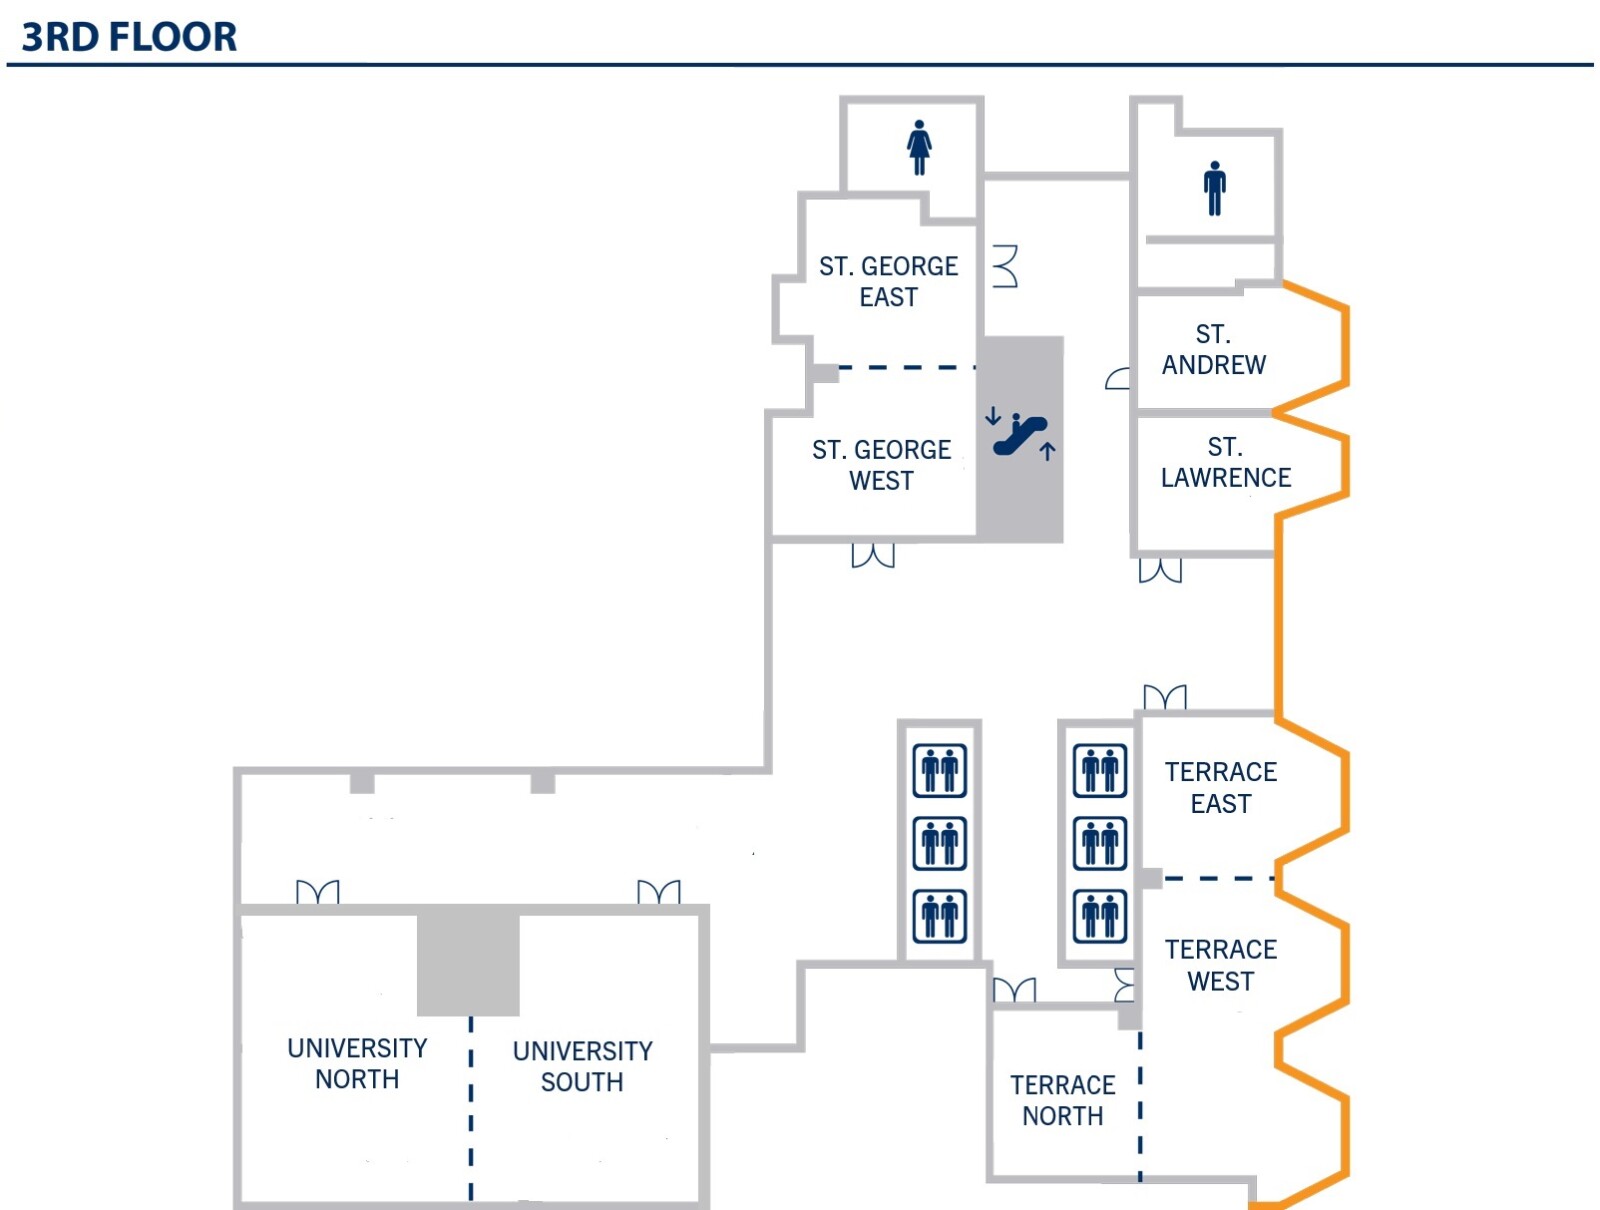 3RD FLOOR
ST. GEORGE
EAST
ST.
ANDREW
ST. GEORGE
WEST
ST.
LAWRENCE
TERRACE
EAST
TERRACE
WEST
UNIVERSITY
NORTH
UNIVERSITY
SOUTH
TERRACE
NORTH